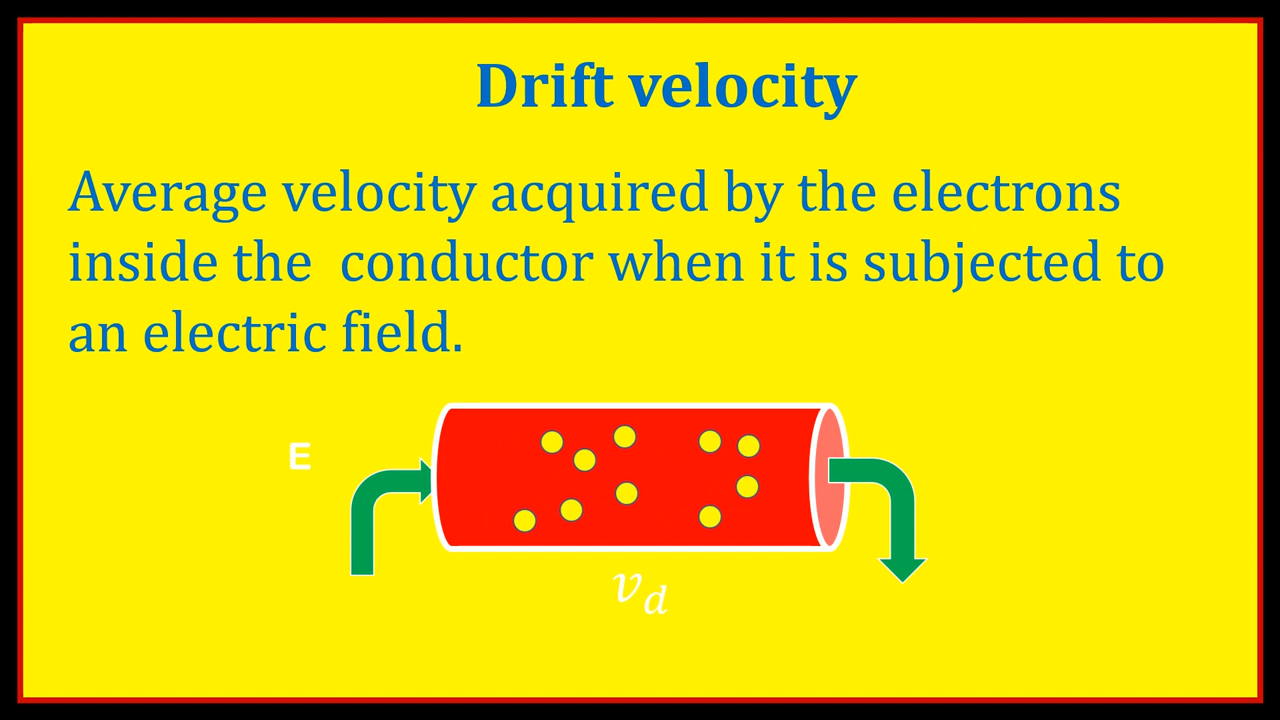 Drift velocity
Average velocity acquired by the electrons
inside the  conductor when it is subjected to
an electric field.
E
v_d